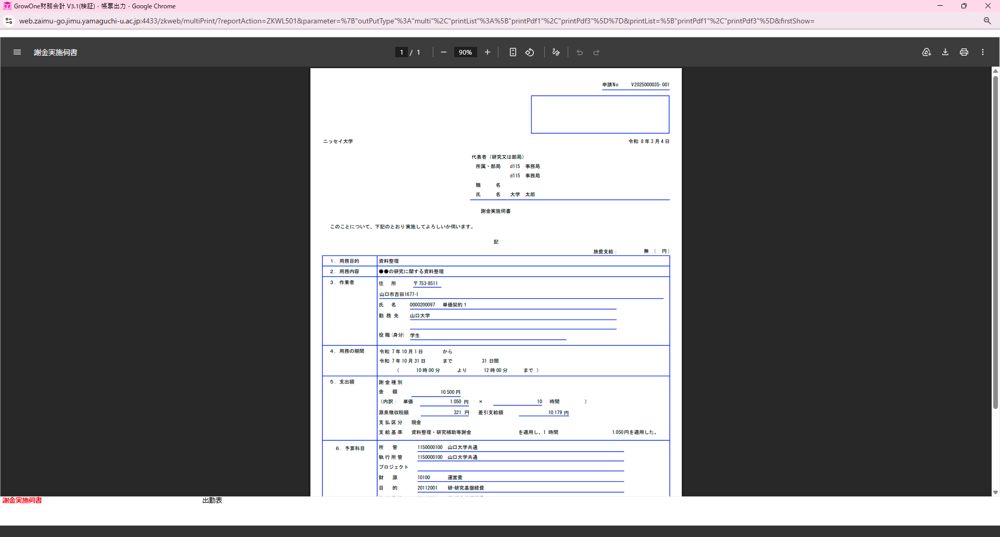 GrowOne財務会計 V3.1(検証) - 帳票出力 - Google Chrome
web.zaimu-go.jimu.yamaguchi-u.ac.jp:4433/zkweb/multiPrint/?reportAction=ZKWL501&parameter=%7B"outPutType"%3A"multi"%2C"printList"%3A%5B"printPdf1"%2C"printPdf3"%5D%7D&printList=%5B"printPdf1"%2C"printPdf3"%5D&firstShow=
謝金実施伺書 1 / 1 90%
申請No V2025000035-001
ニッセイ大学 令和 8 年 3 月 4 日
代表者（研究又は部局）
所属・部局 d115 事務局
d115 事務局
職 名
氏 名 大学 太郎
謝金実施伺書
このことについて、下記のとおり実施してよろしいか伺います。
記
旅費支給： 無 （ 円）
１．用務目的 資料整理
２．用務内容 ●●の研究に関する資料整理
３．作業者 住 所 〒753-8511
山口市吉田1677-1
氏 名 0000200097 単価契約１
勤 務 先 山口大学
役 職（身分） 学生
４．用務の期間 令和 7 年 10 月 1 日 から
令和 7 年 10 月 31 日 まで 31 日間
（ 10 時 00 分 より 12 時 00 分 まで ）
５．支出額 謝 金 種 別
金 額 10,500 円
（内訳： 単価 1,050 円 × 10 時間 ）
源泉徴収税額 321 円 差引支給額 10,179 円
支 払 区 分 現金
支 給 基 準 資料整理・研究補助等謝金 を適用し、1 時間 1,050円を適用した。
６．予算科目 所 管 1150000100 山口大学共通
執 行 所 管 1150000100 山口大学共通
プロジェクト
財 源 10100 運営費
目 的 20112001 研-研究基盤経費
謝金実施伺書 出勤表